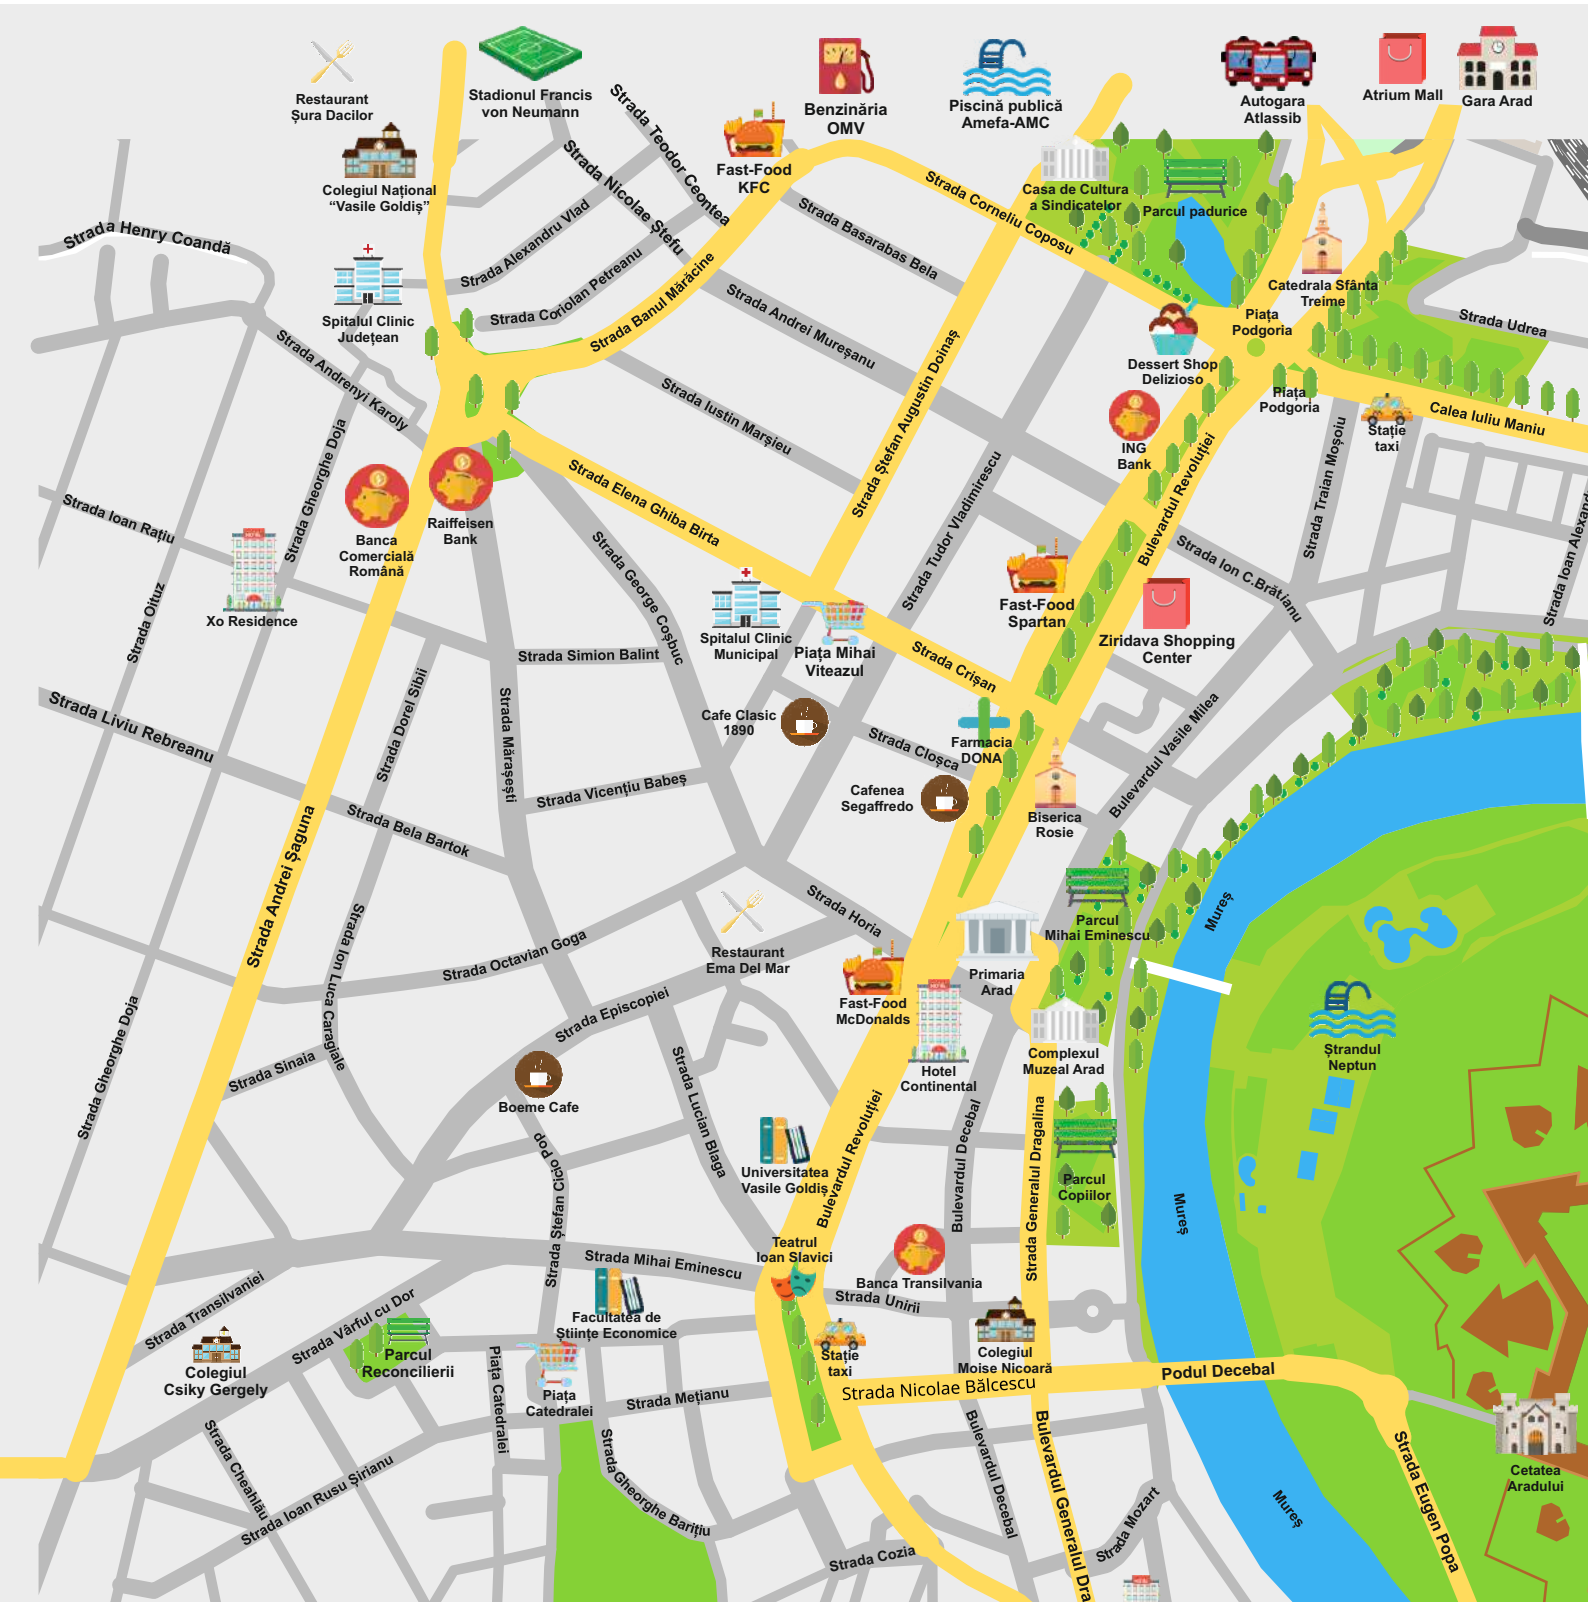 Restaurant
Șura Dacilor
Stadionul Francis
von Neumann
Strada Teodor Ceontea
Benzinăria
OMV
Piscină publică
Amefa-AMC
Autogara
Atlassib
Atrium Mall
Gara Arad
Colegiul Național
“Vasile Goldiș”
Strada Nicolae Ștefu
Fast-Food
KFC
Strada Corneliu Coposu
Casa de Cultura
a Sindicatelor
Parcul padurice
Strada Henry Coandă
Strada Alexandru Vlad
Strada Basarabas Bela
Strada Coriolan Petreanu
Strada Banul Mărăcine
Spitalul Clinic
Județean
Strada Andrei Mureșanu
Catedrala Sfânta
Treime
Piața
Podgoria
Strada Udrea
Dessert Shop
Delizioso
Strada Andrenyi Karoly
Strada Iustin Marșieu
Strada Ștefan Augustin Doinaș
Piața
Podgoria
Stație
taxi
Calea Iuliu Maniu
ING
Bank
Strada Gheorghe Doja
Strada Elena Ghiba Birta
Bulevardul Revoluției
Strada Traian Moșoiu
Strada Ioan Rațiu
Banca
Comercială
Română
Raiffeisen
Bank
Strada George Coșbuc
Strada Tudor Vladimirescu
Strada Ion C.Brătianu
Strada Ioan Alexand
Xo Residence
Strada Oituz
Spitalul Clinic
Municipal
Piața Mihai
Viteazul
Fast-Food
Spartan
Ziridava Shopping
Center
Strada Simion Balint
Strada Crișan
Strada Liviu Rebreanu
Strada Dorel Sibii
Strada Mărășești
Cafe Clasic
1890
Strada Cloșca
Farmacia
DONA
Bulevardul Vasile Milea
Strada Vicențiu Babeș
Cafenea
Segaffredo
Biserica
Rosie
Strada Andrei Șaguna
Strada Bela Bartok
Strada Horia
Parcul
Mihai Eminescu
Mureș
Strada Ion Luca Caragiale
Strada Octavian Goga
Restaurant
Ema Del Mar
Primaria
Arad
Fast-Food
McDonalds
Strada Episcopiei
Strada Gheorghe Doja
Strada Sinaia
Hotel
Continental
Complexul
Muzeal Arad
Ștrandul
Neptun
Boeme Cafe
Strada Lucian Blaga
Strada Ștefan Cicio Pop
Universitatea
Vasile Goldiș
Bulevardul Revoluției
Bulevardul Decebal
Strada Generalul Dragalina
Parcul
Copiilor
Mureș
Teatrul
Ioan Slavici
Strada Mihai Eminescu
Banca Transilvania
Strada Unirii
Strada Transilvaniei
Strada Vârful cu Dor
Facultatea de
Științe Economice
Stație
taxi
Colegiul
Moise Nicoară
Colegiul
Csiky Gergely
Parcul
Reconcilierii
Piața Catedralei
Piața
Catedralei
Strada Mețianu
Strada Nicolae Bălcescu
Podul Decebal
Strada Cheahlău
Strada Ioan Rusu Șirianu
Strada Gheorghe Barițiu
Bulevardul Decebal
Bulevardul Generalul Dra
Strada Mozart
Strada Cozia
Mureș
Strada Eugen Popa
Cetatea
Aradului